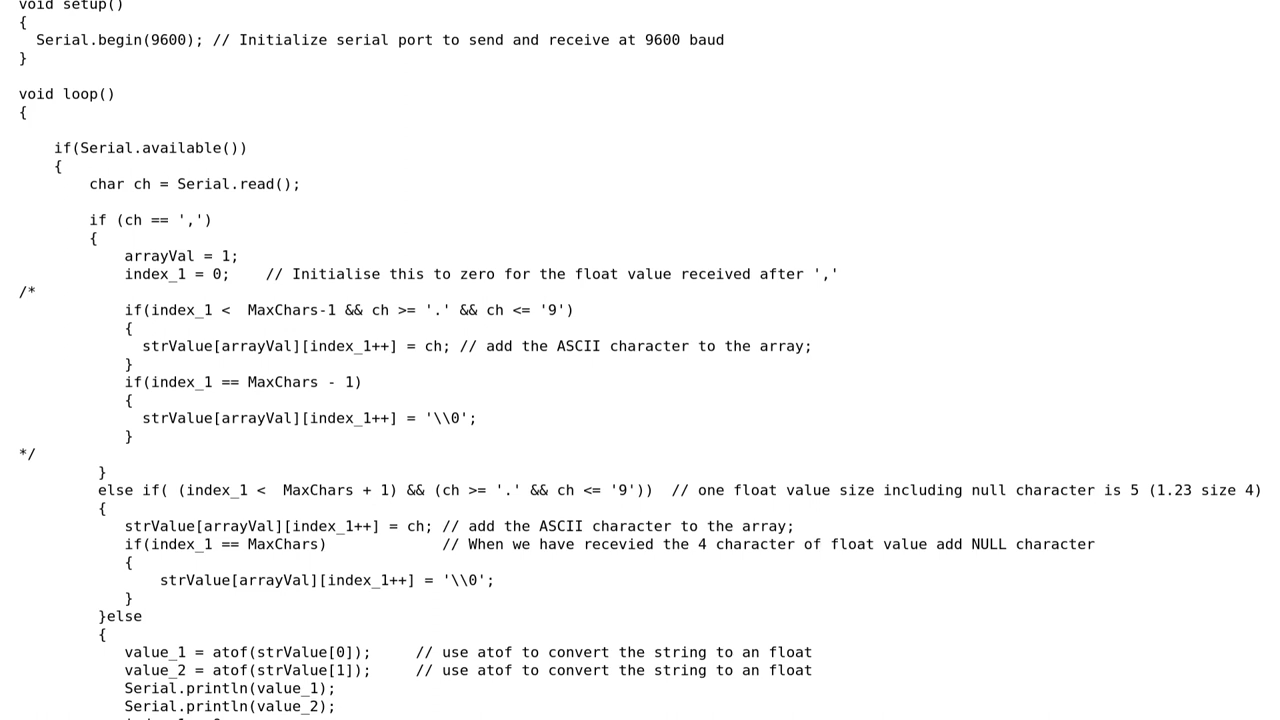 void setup()
{
  Serial.begin(9600); // Initialize serial port to send and receive at 9600 baud
}

void loop()
{

    if(Serial.available())
    {
        char ch = Serial.read();

        if (ch == ',')
        {
            arrayVal = 1;
            index_1 = 0;    // Initialise this to zero for the float value received after ','
/*
            if(index_1 <  MaxChars-1 && ch >= '.' && ch <= '9')
            {
              strValue[arrayVal][index_1++] = ch; // add the ASCII character to the array;
            }
            if(index_1 == MaxChars - 1)
            {
              strValue[arrayVal][index_1++] = '\\0';
            }
*/
         }
         else if( (index_1 <  MaxChars + 1) && (ch >= '.' && ch <= '9'))  // one float value size including null character is 5 (1.23 size 4)
         {
            strValue[arrayVal][index_1++] = ch; // add the ASCII character to the array;
            if(index_1 == MaxChars)             // When we have recevied the 4 character of float value add NULL character
            {
                strValue[arrayVal][index_1++] = '\\0';
            }
         }else
         {
            value_1 = atof(strValue[0]);     // use atof to convert the string to an float
            value_2 = atof(strValue[1]);     // use atof to convert the string to an float
            Serial.println(value_1);
            Serial.println(value_2);